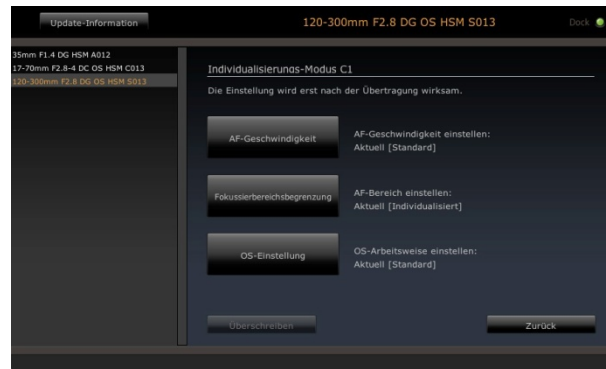 Update-Information
120-300mm F2.8 DG OS HSM S013
Dock
35mm F1.4 DG HSM A012
17-70mm F2.8-4 DC OS HSM C013
120-300mm F2.8 DG OS HSM S013
Individualisierungs-Modus C1
Die Einstellung wird erst nach der Übertragung wirksam.
AF-Geschwindigkeit
AF-Geschwindigkeit einstellen:
Aktuell [Standard]
Fokussierbereichsbegrenzung
AF-Bereich einstellen:
Aktuell [Individualisiert]
OS-Einstellung
OS-Arbeitsweise einstellen:
Aktuell [Standard]
Überschreiben
Zurück